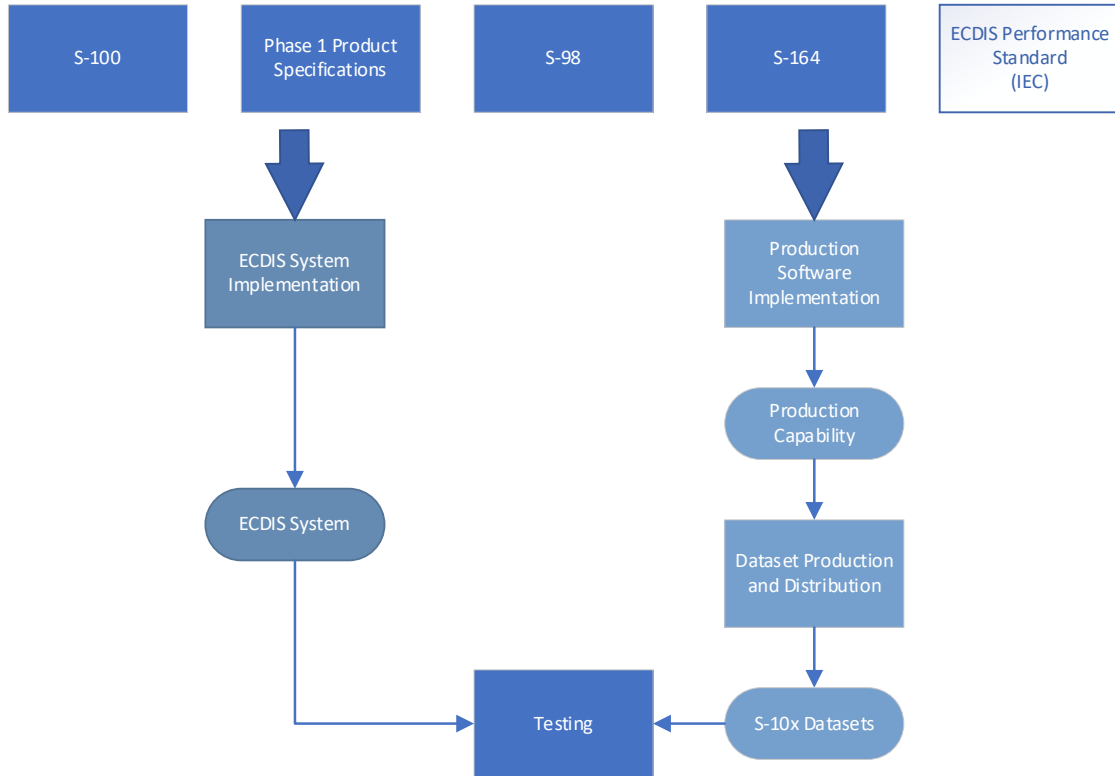 S-100
Phase 1 Product
Specifications
S-98
S-164
ECDIS Performance
Standard
(IEC)
ECDIS System
Implementation
Production
Software
Implementation
Production
Capability
ECDIS System
Dataset Production
and Distribution
Testing
S-10x Datasets